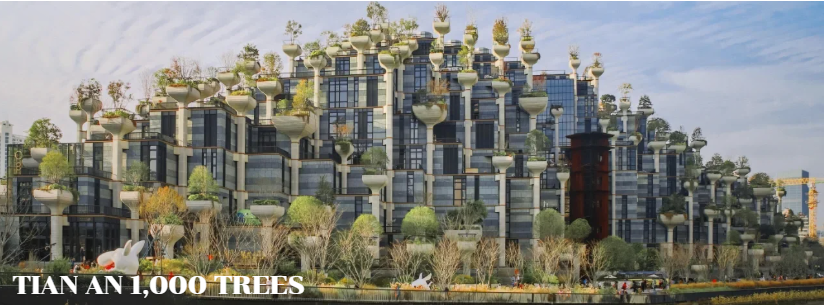 TIAN AN 1,000 TREES